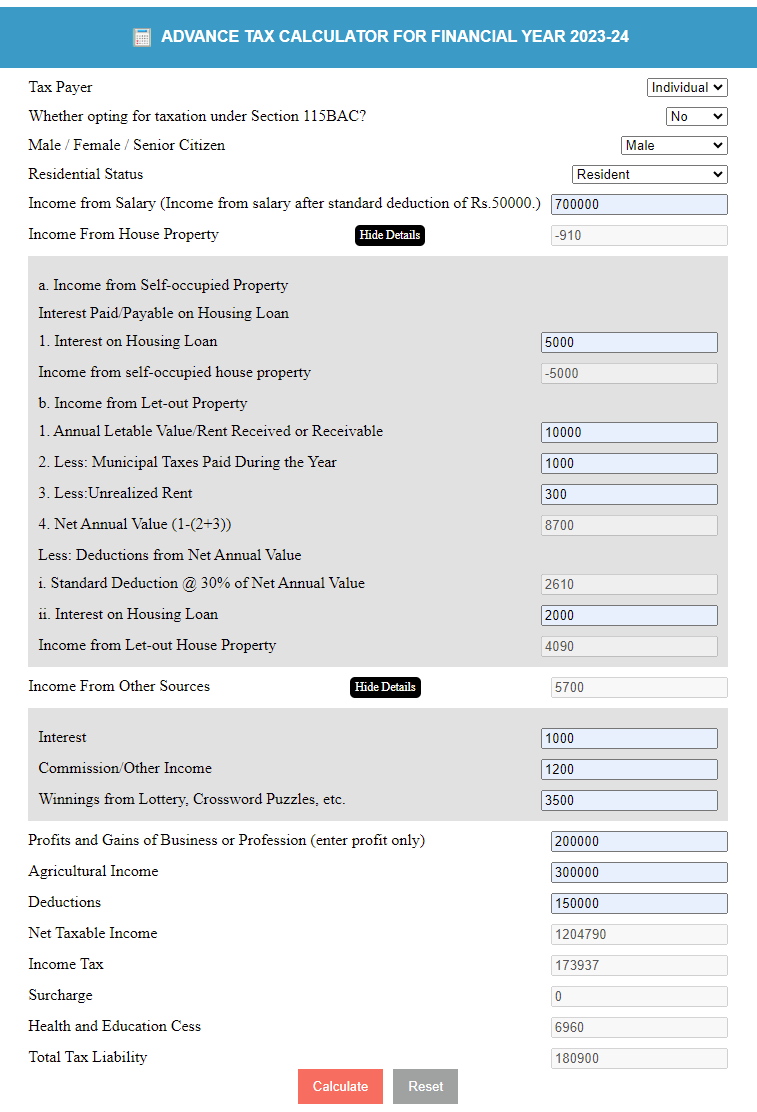 ADVANCE TAX CALCULATOR FOR FINANCIAL YEAR 2023-24
Tax Payer Individual
Whether opting for taxation under Section 115BAC? No
Male / Female / Senior Citizen Male
Residential Status Resident
Income from Salary (Income from salary after standard deduction of Rs.50000.) 700000
Income From House Property Hide Details -910
a. Income from Self-occupied Property
Interest Paid/Payable on Housing Loan
1. Interest on Housing Loan 5000
Income from self-occupied house property -5000
b. Income from Let-out Property
1. Annual Letable Value/Rent Received or Receivable 10000
2. Less: Municipal Taxes Paid During the Year 1000
3. Less:Unrealized Rent 300
4. Net Annual Value (1-(2+3)) 8700
Less: Deductions from Net Annual Value
i. Standard Deduction @ 30% of Net Annual Value 2610
ii. Interest on Housing Loan 2000
Income from Let-out House Property 4090
Income From Other Sources Hide Details 5700
Interest 1000
Commission/Other Income 1200
Winnings from Lottery, Crossword Puzzles, etc. 3500
Profits and Gains of Business or Profession (enter profit only) 200000
Agricultural Income 300000
Deductions 150000
Net Taxable Income 1204790
Income Tax 173937
Surcharge 0
Health and Education Cess 6960
Total Tax Liability 180900
Calculate Reset